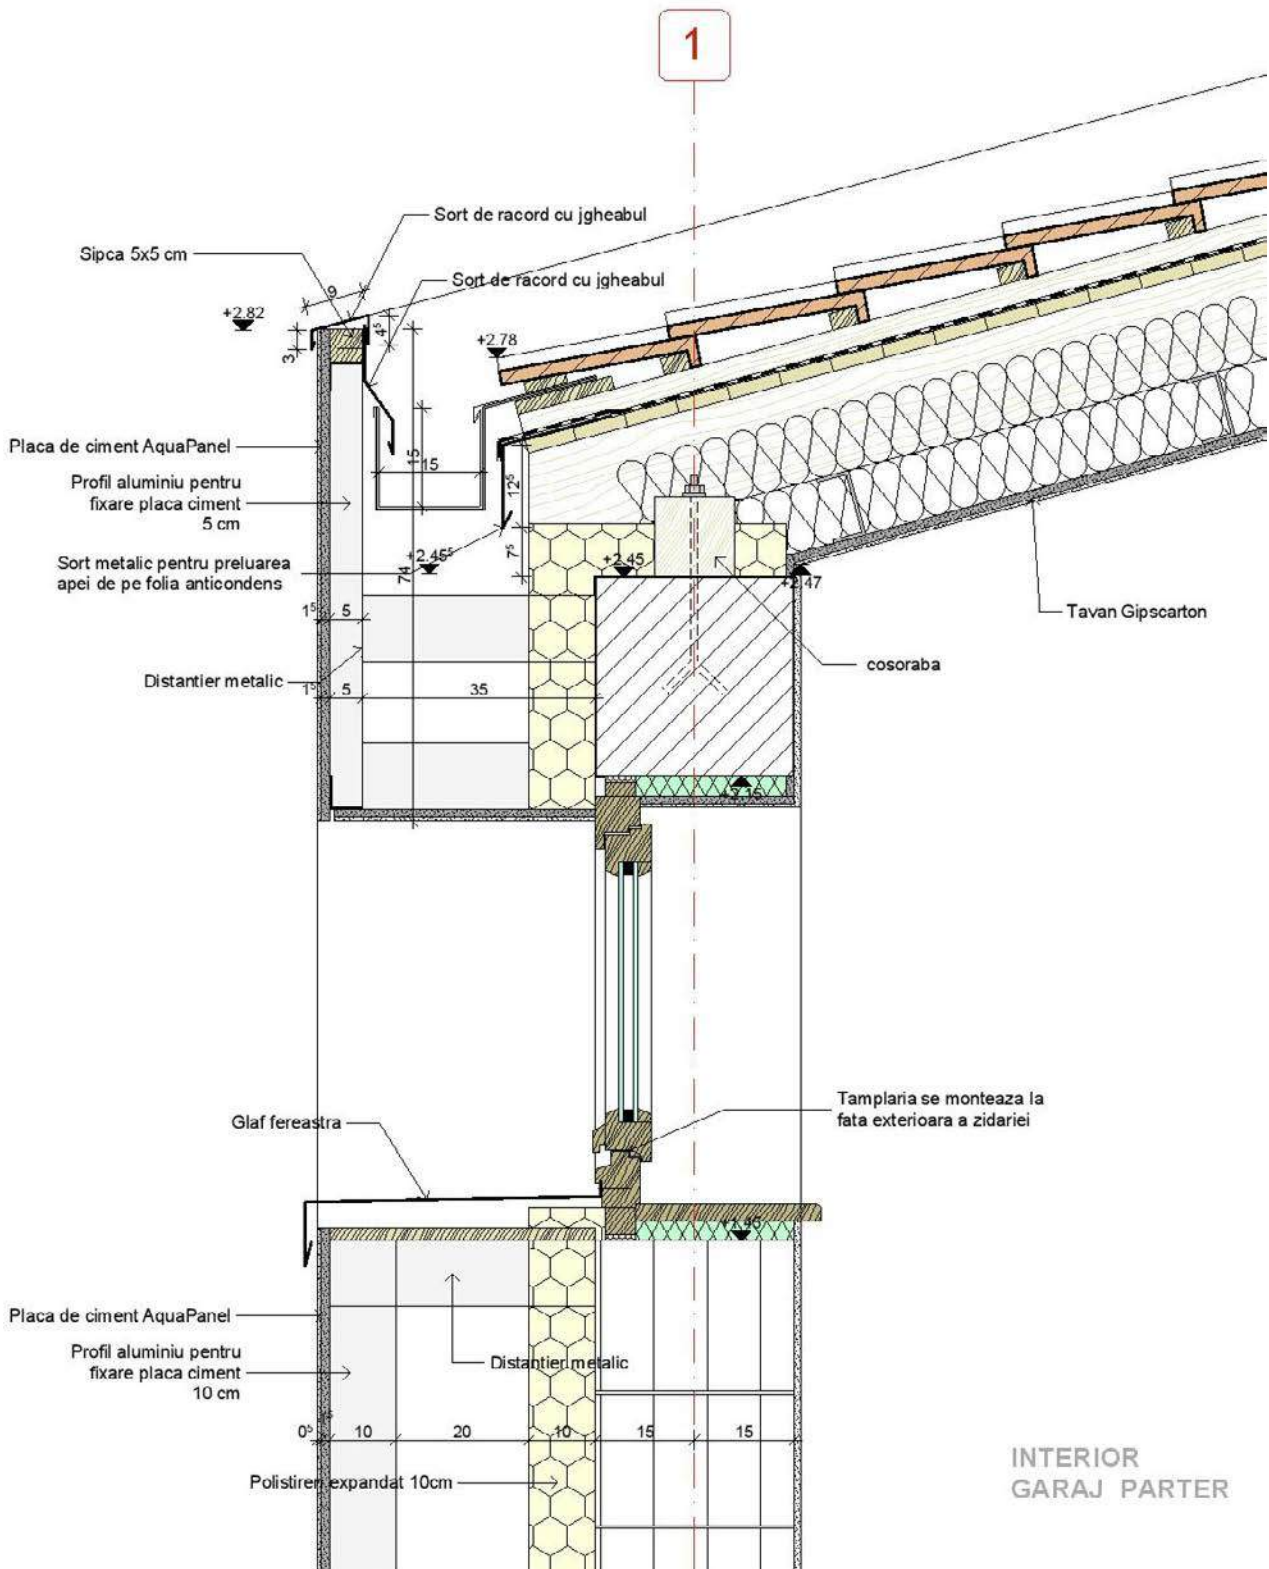 1
Sort de racord cu jgheabul
Sipca 5x5 cm
Sort de racord cu jgheabul
9
+2.82
4⁵
3
+2.78
Placa de ciment AquaPanel
15
15
Profil aluminiu pentru
fixare placa ciment
5 cm
12⁵
Sort metalic pentru preluarea
apei de pe folia anticondens
+2.45⁵
74
7⁵
+2.45
+2.47
1⁵
5
Tavan Gipscarton
cosoraba
Distantier metalic
1⁵
5
35
+2.15
Tamplaria se monteaza la
fata exterioara a zidariei
Glaf fereastra
+1.45
Placa de ciment AquaPanel
Profil aluminiu pentru
fixare placa ciment
10 cm
Distantier metalic
0⁵
10
20
10
15
15
Polistiren expandat 10cm
INTERIOR
GARAJ PARTER